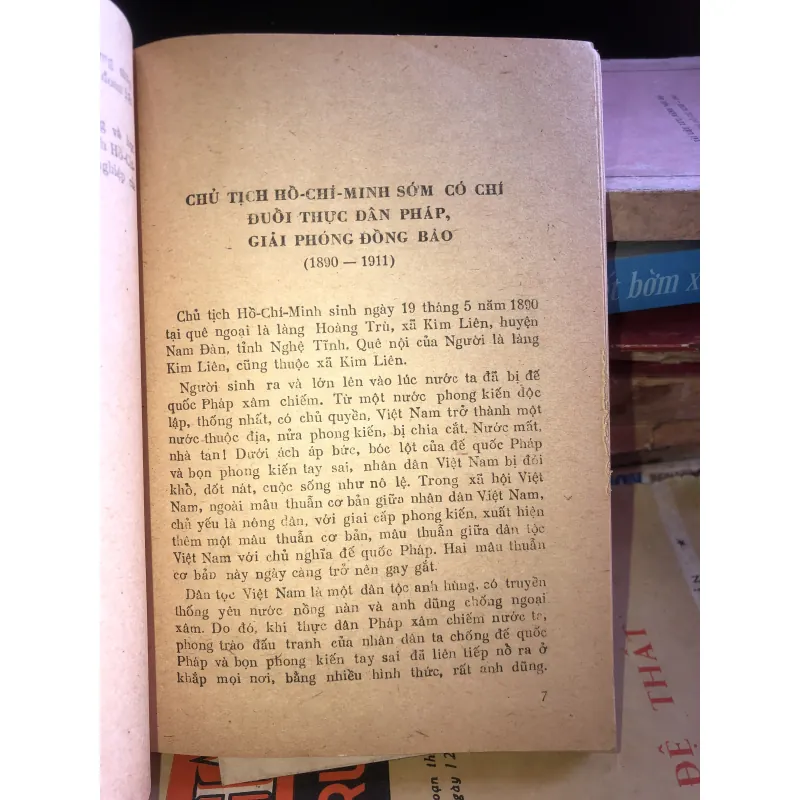 CHỦ TỊCH HỒ-CHÍ-MINH SỚM CÓ CHÍ
ĐUỔI THỰC DÂN PHÁP,
GIẢI PHÓNG ĐỒNG BÀO
(1890 — 1911)
Chủ tịch Hồ-Chí-Minh sinh ngày 19 tháng 5 năm 1890
tại quê ngoại là làng Hoàng Trù, xã Kim Liên, huyện
Nam Đàn, tỉnh Nghệ Tĩnh. Quê nội của Người là làng
Kim Liên, cũng thuộc xã Kim Liên.
Người sinh ra và lớn lên vào lúc nước ta đã bị đế
quốc Pháp xâm chiếm. Từ một nước phong kiến độc
lập, thống nhất, có chủ quyền, Việt Nam trở thành một
nước thuộc địa, nửa phong kiến, bị chia cắt. Nước mất,
nhà tan! Dưới ách áp bức, bóc lột của đế quốc Pháp
và bọn phong kiến tay sai, nhân dân Việt Nam bị đói
khổ, dốt nát, cuộc sống như nô lệ. Trong xã hội Việt
Nam, ngoài mâu thuẫn cơ bản giữa nhân dân Việt Nam,
chủ yếu là nông dân, với giai cấp phong kiến, xuất hiện
thêm một mâu thuẫn cơ bản, mâu thuẫn giữa dân tộc
Việt Nam với chủ nghĩa đế quốc Pháp. Hai mâu thuẫn
cơ bản này ngày càng trở nên gay gắt.
Dân tộc Việt Nam là một dân tộc anh hùng, có truyền
thống yêu nước nồng nàn và anh dũng chống ngoại
xâm. Do đó, khi thực dân Pháp xâm chiếm nước ta,
phong trào đấu tranh của nhân dân ta chống đế quốc
Pháp và bọn phong kiến tay sai đã liên tiếp nổ ra ở
khắp mọi nơi, bằng nhiều hình thức, rất anh dũng.
7
bờm x
ĐỆ THẤT